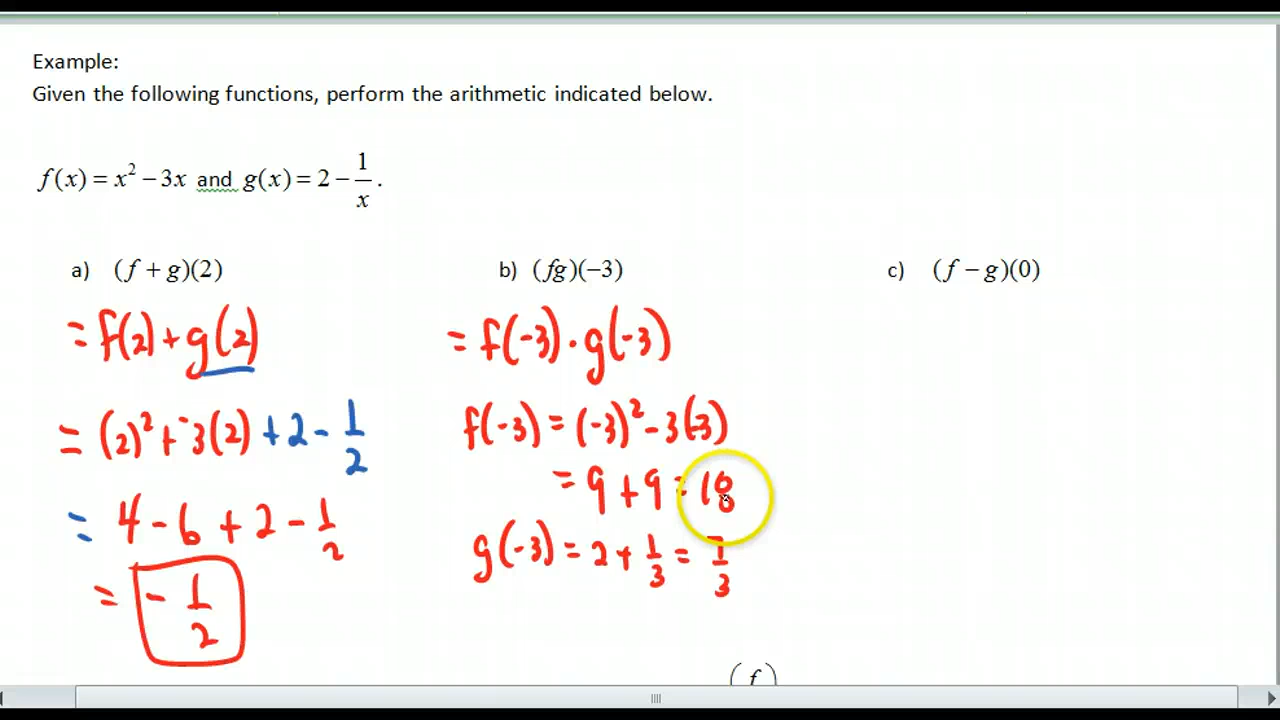 Example:
Given the following functions, perform the arithmetic indicated below.
f(x) = x² − 3x and g(x) = 2 − 1/x .
a) (f + g)(2)
= f(2) + g(2)
= (2)² + -3(2) + 2 - 1/2
= 4 - 6 + 2 - 1/2
= - 1/2
b) (fg)(−3)
= f(-3) · g(-3)
f(-3) = (-3)² - 3(-3)
= 9 + 9 = 18
g(-3) = 2 + 1/3 = 7/3
c) (f − g)(0)
( f )